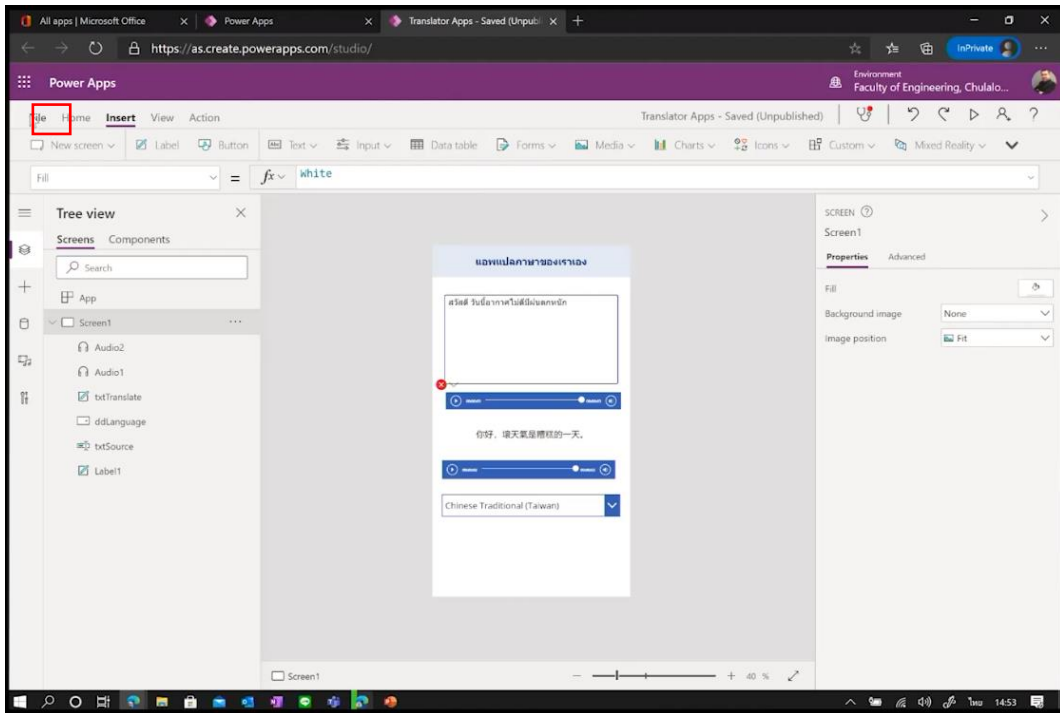 All apps | Microsoft Office
Power Apps
Translator Apps - Saved (Unpubli
https://as.create.powerapps.com/studio/
InPrivate
Power Apps
Environment
Faculty of Engineering, Chulalo...
File Home Insert View Action
Translator Apps - Saved (Unpublished)
New screen Label Button Text Input Data table Forms Media Charts Icons Custom Mixed Reality
Fill = fx White
Tree view
Screens Components
Search
App
Screen1 ...
Audio2
Audio1
txtTranslate
ddLanguage
txtSource
Label1
แอพแปลภาษาของเราเอง
สวัสดี วันนี้อากาศไม่ดีมีฝนตกหนัก
你好，壞天氣是糟糕的一天。
Chinese Traditional (Taiwan)
SCREEN
Screen1
Properties Advanced
Fill
Background image None
Image position Fit
Screen1
40 %
ไทย 14:53